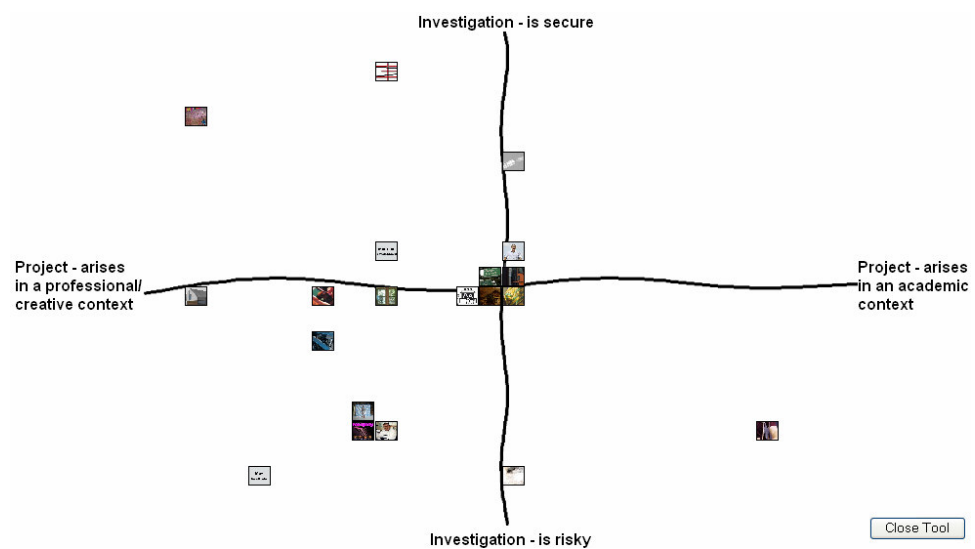 Investigation - is secure
Project - arises
in a professional/
creative context
Project - arises
in an academic
context
Investigation - is risky
Close Tool